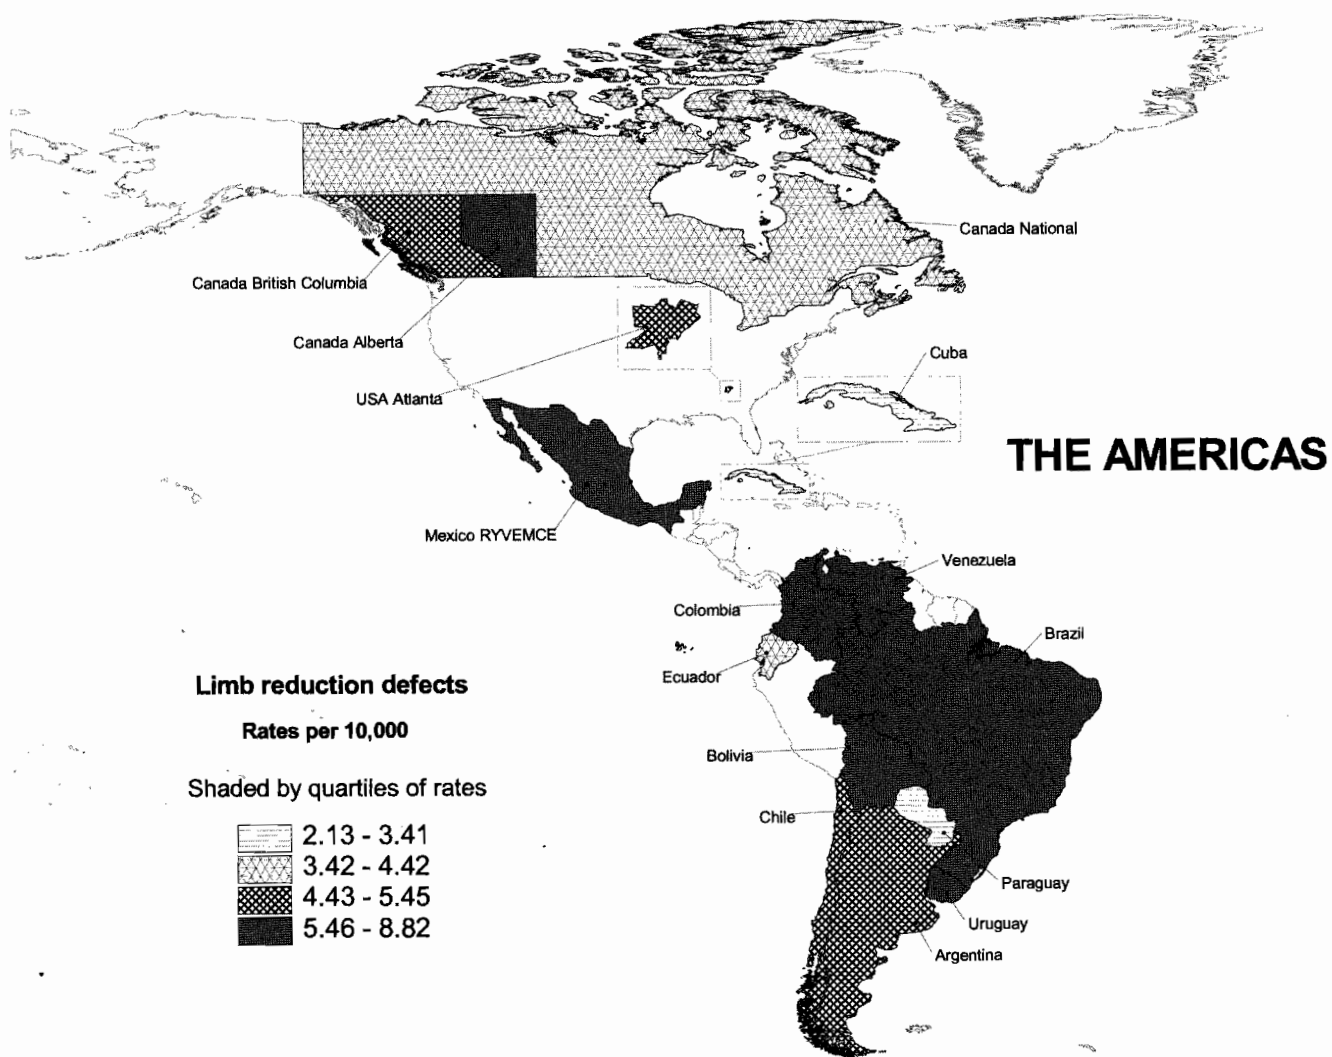 Canada National
Canada British Columbia
Canada Alberta
Cuba
USA Atlanta
THE AMERICAS
Mexico RYVEMCE
Venezuela
Colombia
Brazil
Ecuador
Limb reduction defects
Rates per 10,000
Bolivia
Shaded by quartiles of rates
Chile
2.13 - 3.41
3.42 - 4.42
4.43 - 5.45
5.46 - 8.82
Paraguay
Uruguay
Argentina